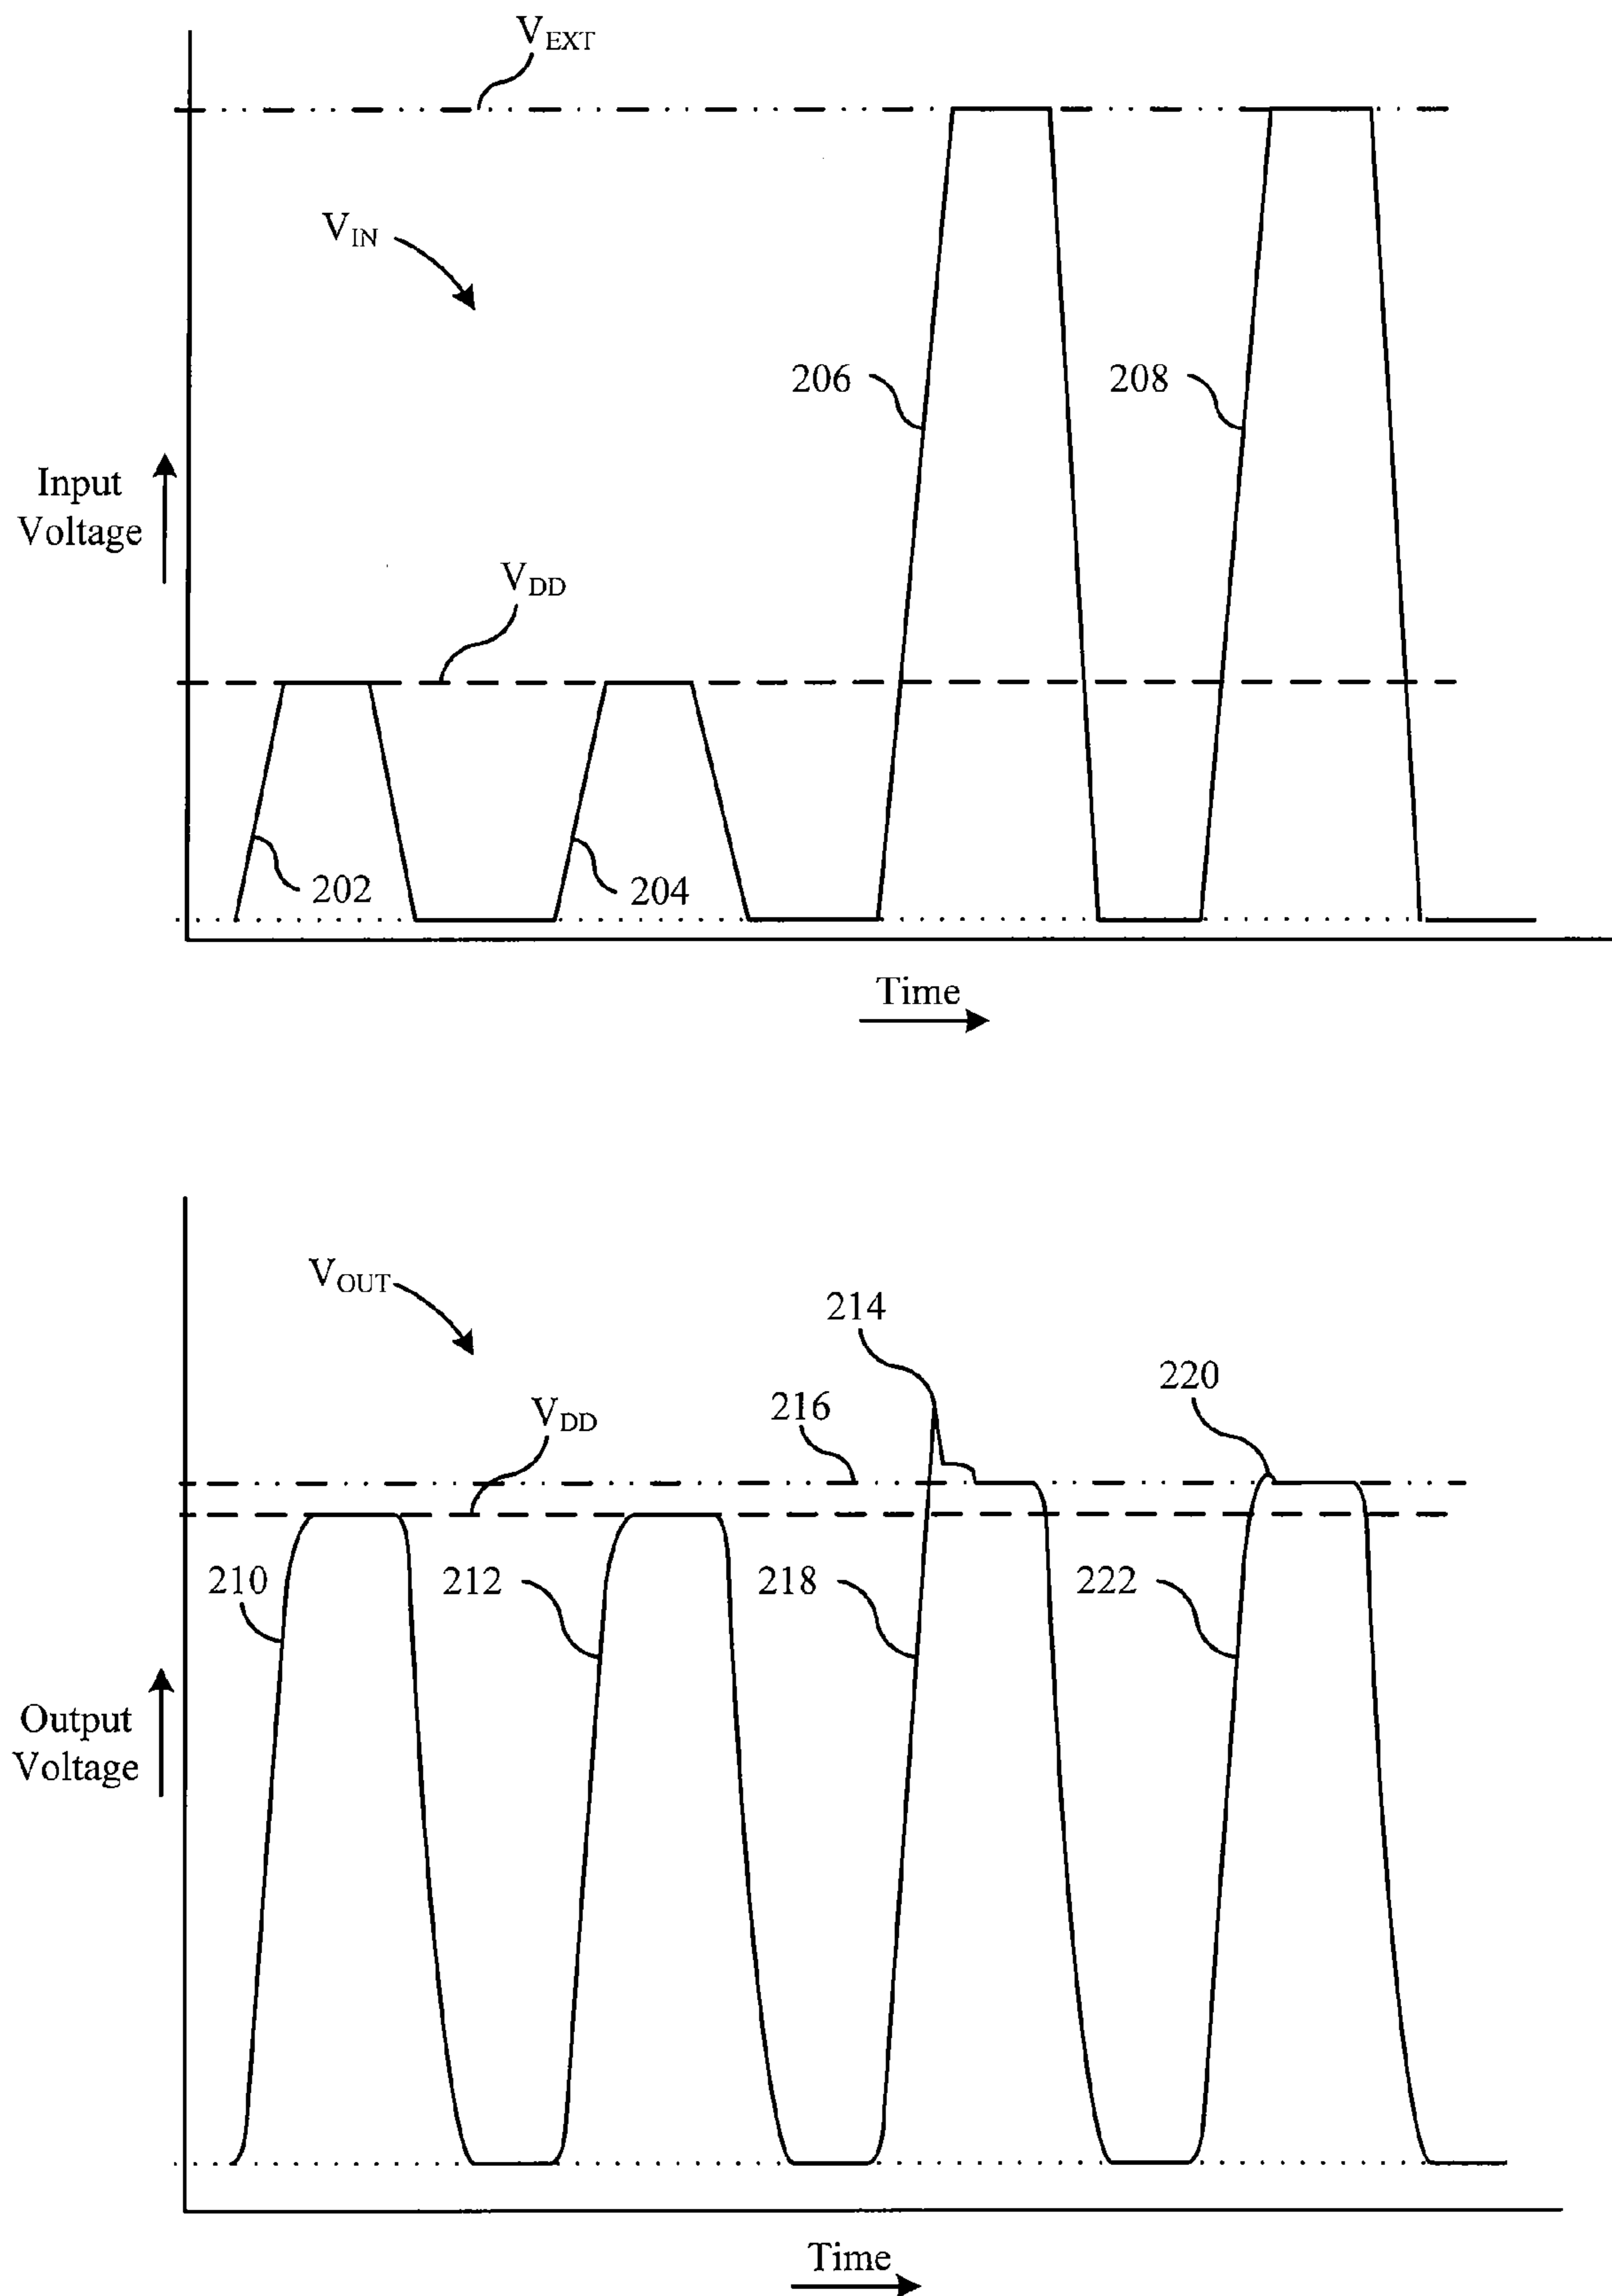 VEXT
VIN
206
208
Input
Voltage
VDD
202
204
Time
VOUT
214
220
216
VDD
210
212
218
222
Output
Voltage
Time